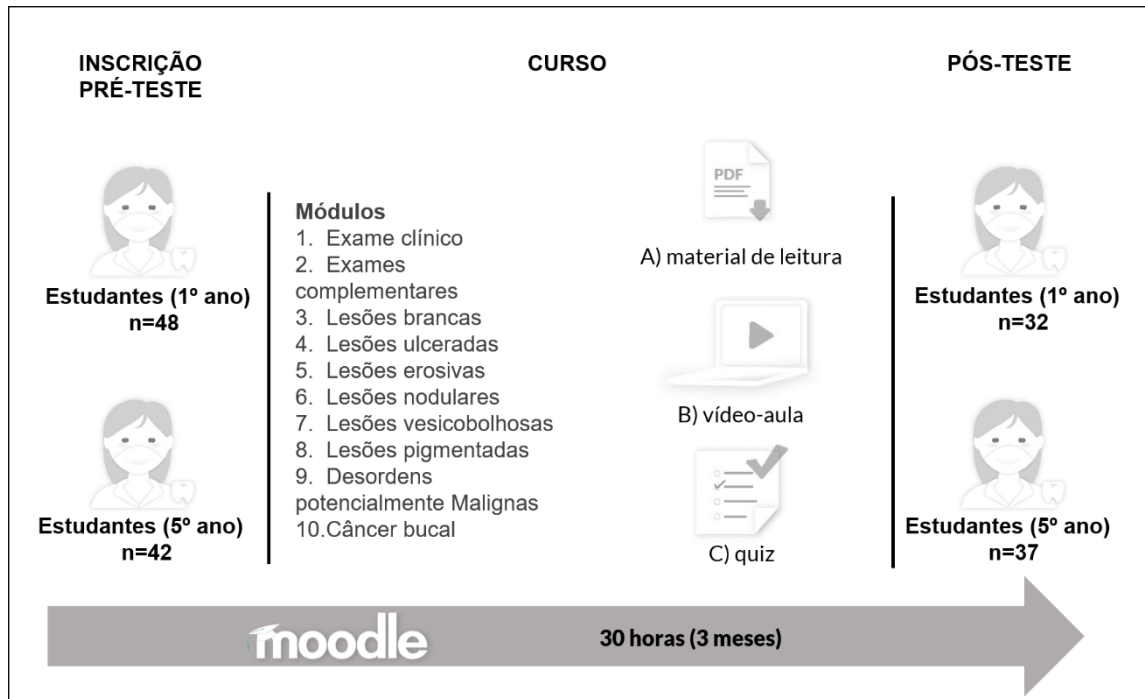 INSCRIÇÃO
PRÉ-TESTE
CURSO
PÓS-TESTE
Estudantes (1º ano)
n=48
Estudantes (5º ano)
n=42
Módulos
1. Exame clínico
2. Exames
complementares
3. Lesões brancas
4. Lesões ulceradas
5. Lesões erosivas
6. Lesões nodulares
7. Lesões vesicobolhosas
8. Lesões pigmentadas
9. Desordens
potencialmente Malignas
10.Câncer bucal
PDF
A) material de leitura
B) vídeo-aula
C) quiz
Estudantes (1º ano)
n=32
Estudantes (5º ano)
n=37
moodle
30 horas (3 meses)